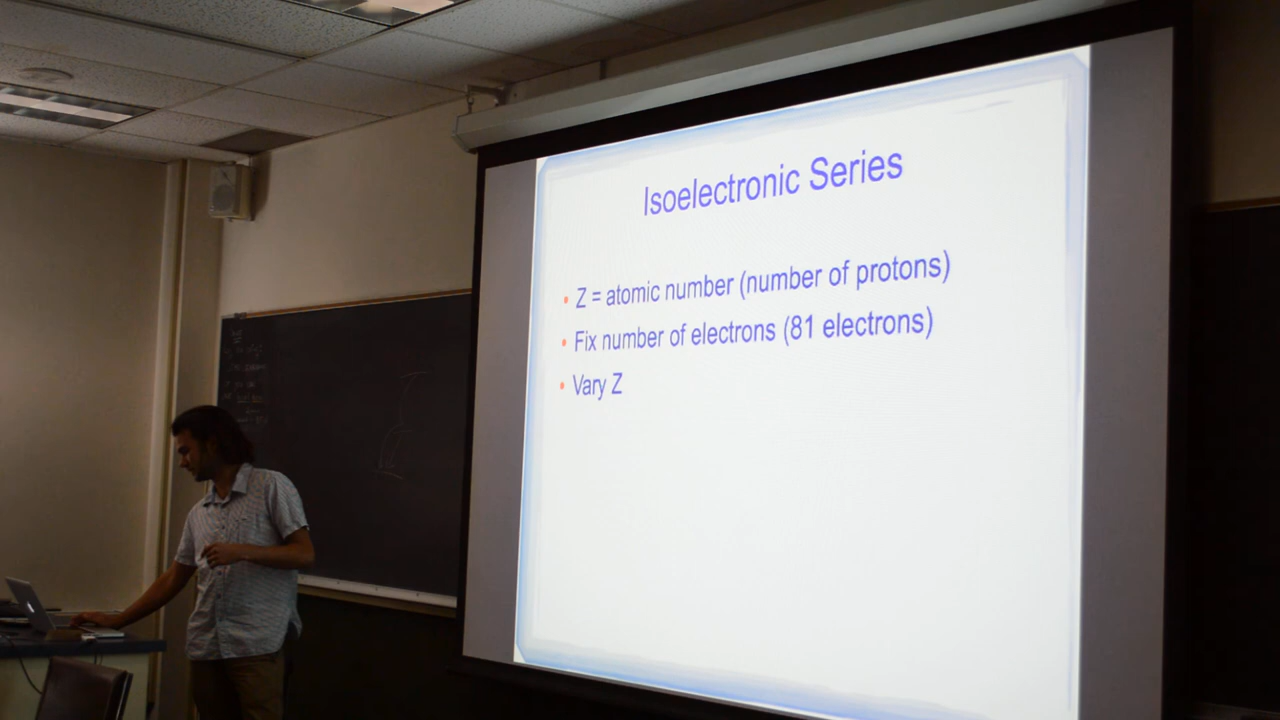 Isoelectronic Series
• Z = atomic number (number of protons)
• Fix number of electrons (81 electrons)
• Vary Z